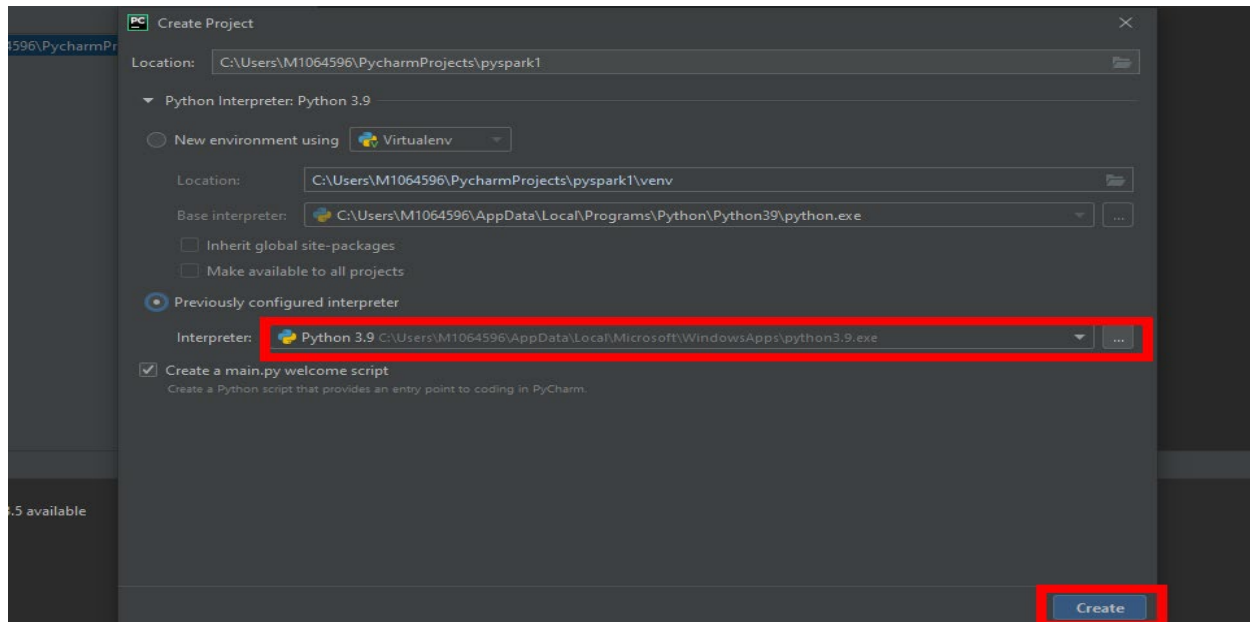 PC Create Project
4596\PycharmPr
Location: C:\Users\M1064596\PycharmProjects\pyspark1
Python Interpreter: Python 3.9
New environment using Virtualenv
Location: C:\Users\M1064596\PycharmProjects\pyspark1\venv
Base interpreter: C:\Users\M1064596\AppData\Local\Programs\Python\Python39\python.exe ...
Inherit global site-packages
Make available to all projects
Previously configured interpreter
Interpreter: Python 3.9 C:\Users\M1064596\AppData\Local\Microsoft\WindowsApps\python3.9.exe ...
Create a main.py welcome script
Create a Python script that provides an entry point to coding in PyCharm.
.5 available
Create